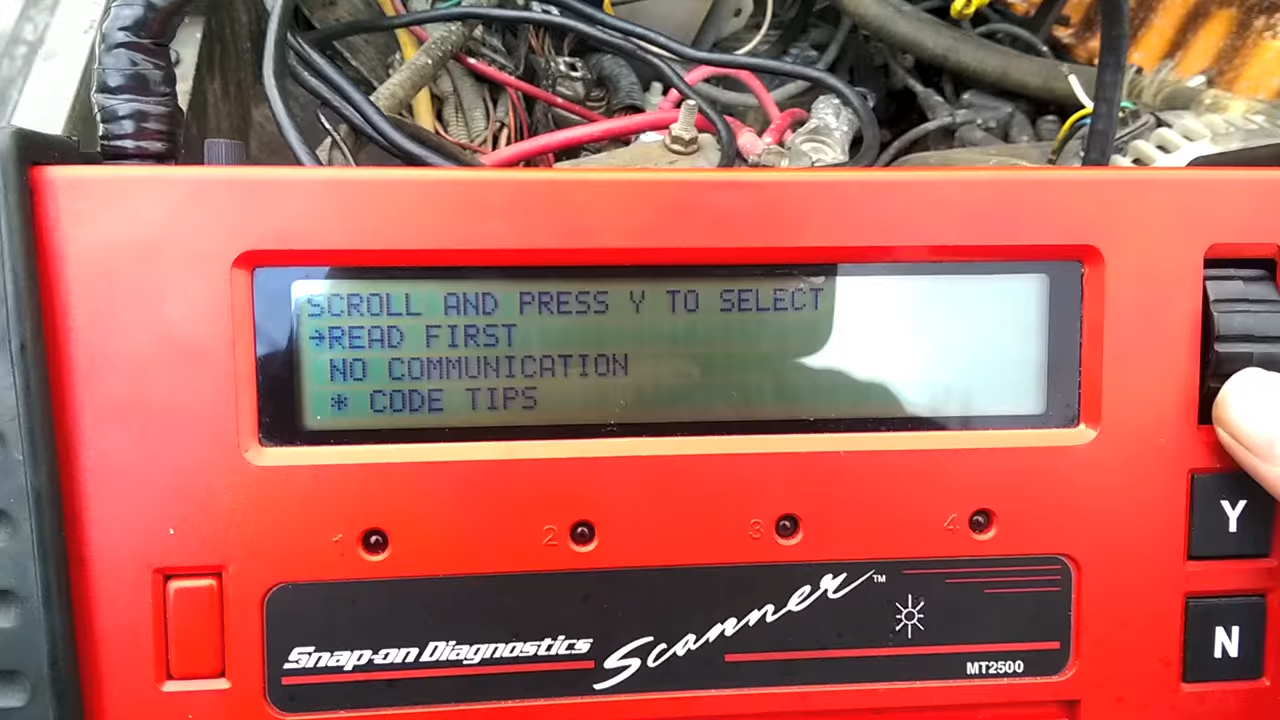 SCROLL AND PRESS Y TO SELECT
→READ FIRST
NO COMMUNICATION
* CODE TIPS
1 2 3 4
Y
N
Snap-on Diagnostics Scanner™
MT2500